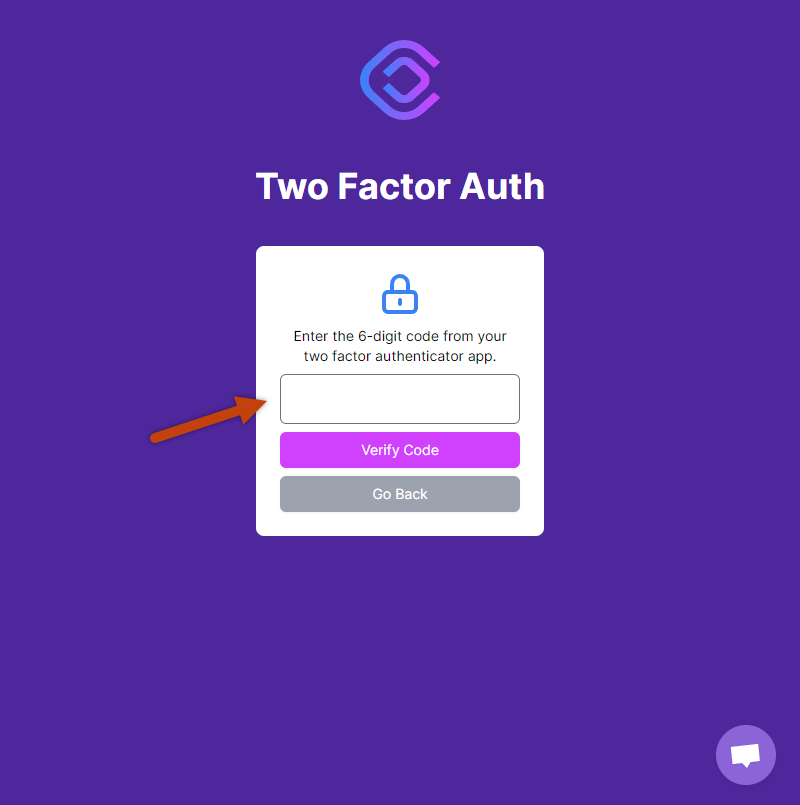 Two Factor Auth
Enter the 6-digit code from your
two factor authenticator app.
Verify Code
Go Back